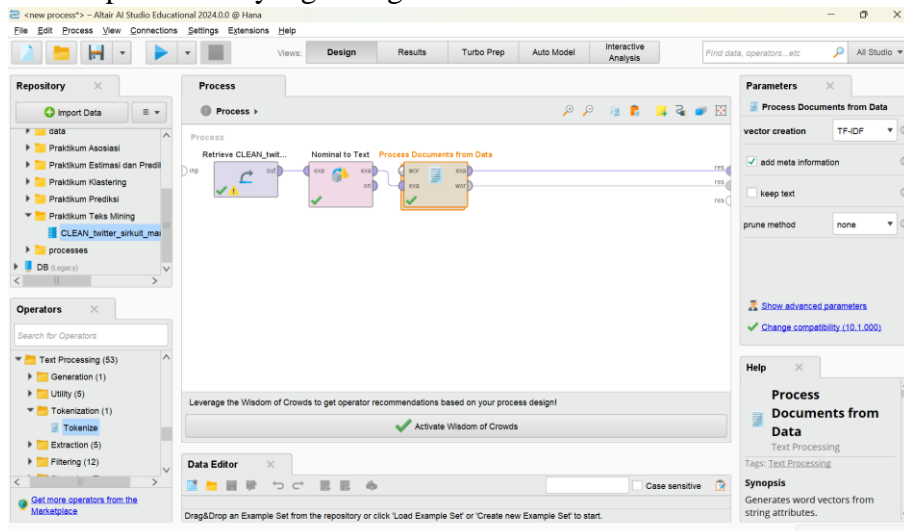 <new process*> – Altair AI Studio Educational 2024.0.0 @ Hana
File Edit Process View Connections Settings Extensions Help
Views: Design Results Turbo Prep Auto Model Interactive Analysis
Find data, operators...etc
All Studio
Repository
Import Data
data
Praktikum Asosiasi
Praktikum Estimasi dan Predil
Praktikum Klastering
Praktikum Prediksi
Praktikum Teks Mining
CLEAN_twitter_sirkuit_mai
processes
DB (Legacy)
Operators
Search for Operators
Text Processing (53)
Generation (1)
Utility (5)
Tokenization (1)
Tokenize
Extraction (5)
Filtering (12)
Get more operators from the
Marketplace
Process
Process
Process
Retrieve CLEAN_twit...
Nominal to Text
Process Documents from Data
inp
out
exa
exa
ori
wor
exa
exa
wor
res
res
res
Leverage the Wisdom of Crowds to get operator recommendations based on your process design!
Activate Wisdom of Crowds
Data Editor
Case sensitive
Drag&Drop an Example Set from the repository or click 'Load Example Set' or 'Create new Example Set' to start.
Parameters
Process Documents from Data
vector creation TF-IDF
add meta information
keep text
prune method none
Show advanced parameters
Change compatibility (10.1.000)
Help
Process
Documents from
Data
Text Processing
Tags: Text Processing
Synopsis
Generates word vectors from
string attributes.